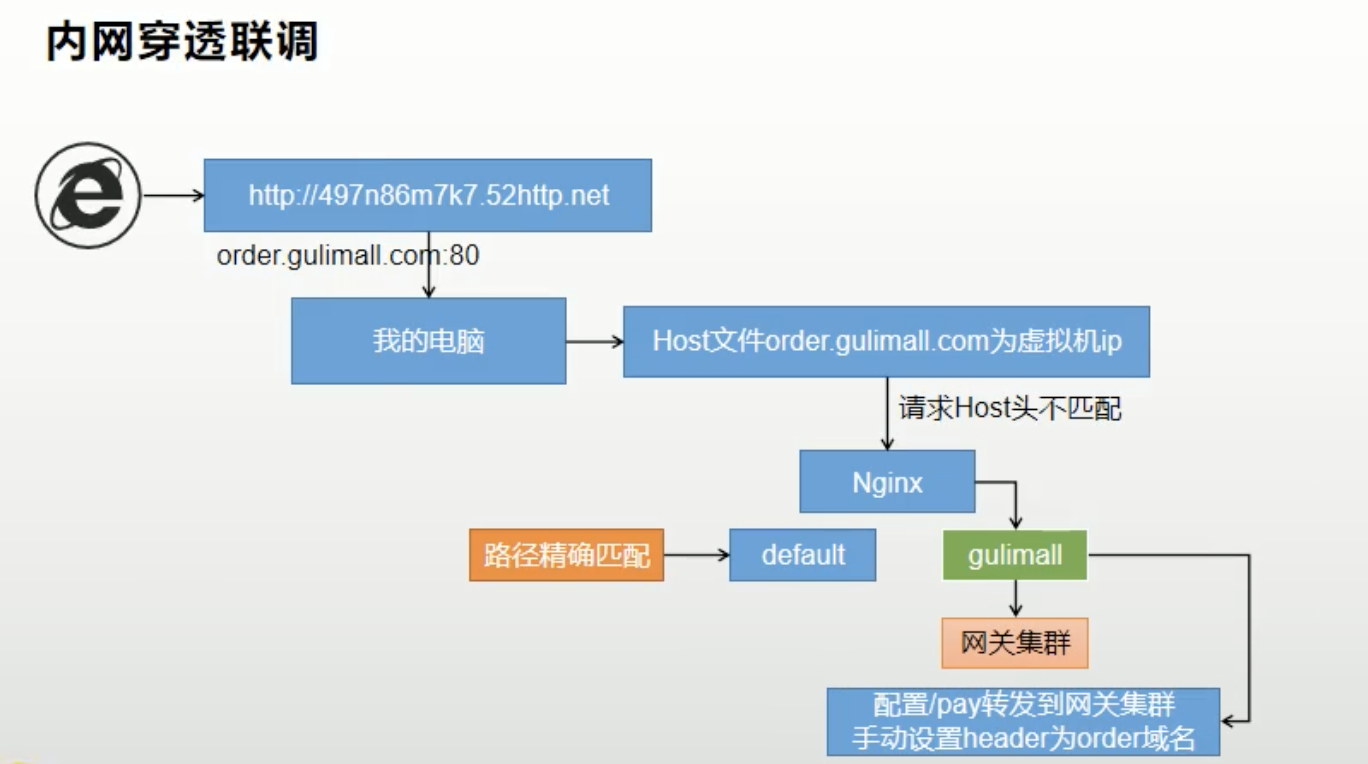 内网穿透联调
http://497n86m7k7.52http.net
order.gulimall.com:80
我的电脑
Host文件order.gulimall.com为虚拟机ip
请求Host头不匹配
Nginx
路径精确匹配
default
gulimall
网关集群
配置/pay转发到网关集群
手动设置header为order域名